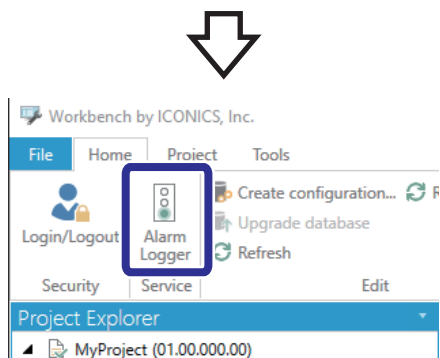 Workbench by ICONICS, Inc.
File Home Project Tools
Create configuration... R
Upgrade database
Login/Logout Alarm Logger Refresh
Security Service Edit
Project Explorer
MyProject (01.00.000.00)